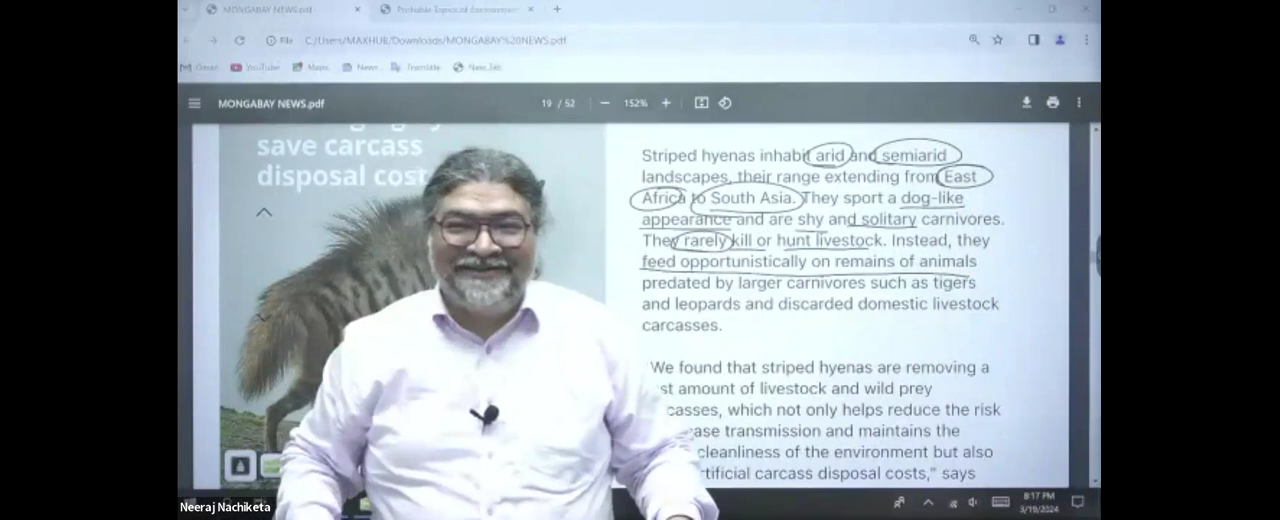 MONGABAY NEWS.pdf
Probable Topics of Environment
File C:/Users/MAXHUB/Downloads/MONGABAY%20NEWS.pdf
Gmail YouTube Maps News Translate New Tab
MONGABAY NEWS.pdf
19 / 52
152%
save carcass
disposal cost
Striped hyenas inhabit arid and semiarid
landscapes, their range extending from East
Africa to South Asia. They sport a dog-like
appearance and are shy and solitary carnivores.
They rarely kill or hunt livestock. Instead, they
feed opportunistically on remains of animals
predated by larger carnivores such as tigers
and leopards and discarded domestic livestock
carcasses.
We found that striped hyenas are removing a
st amount of livestock and wild prey
casses, which not only helps reduce the risk
ease transmission and maintains the
cleanliness of the environment but also
rtificial carcass disposal costs," says
8:17 PM
3/19/2024
Neeraj Nachiketa